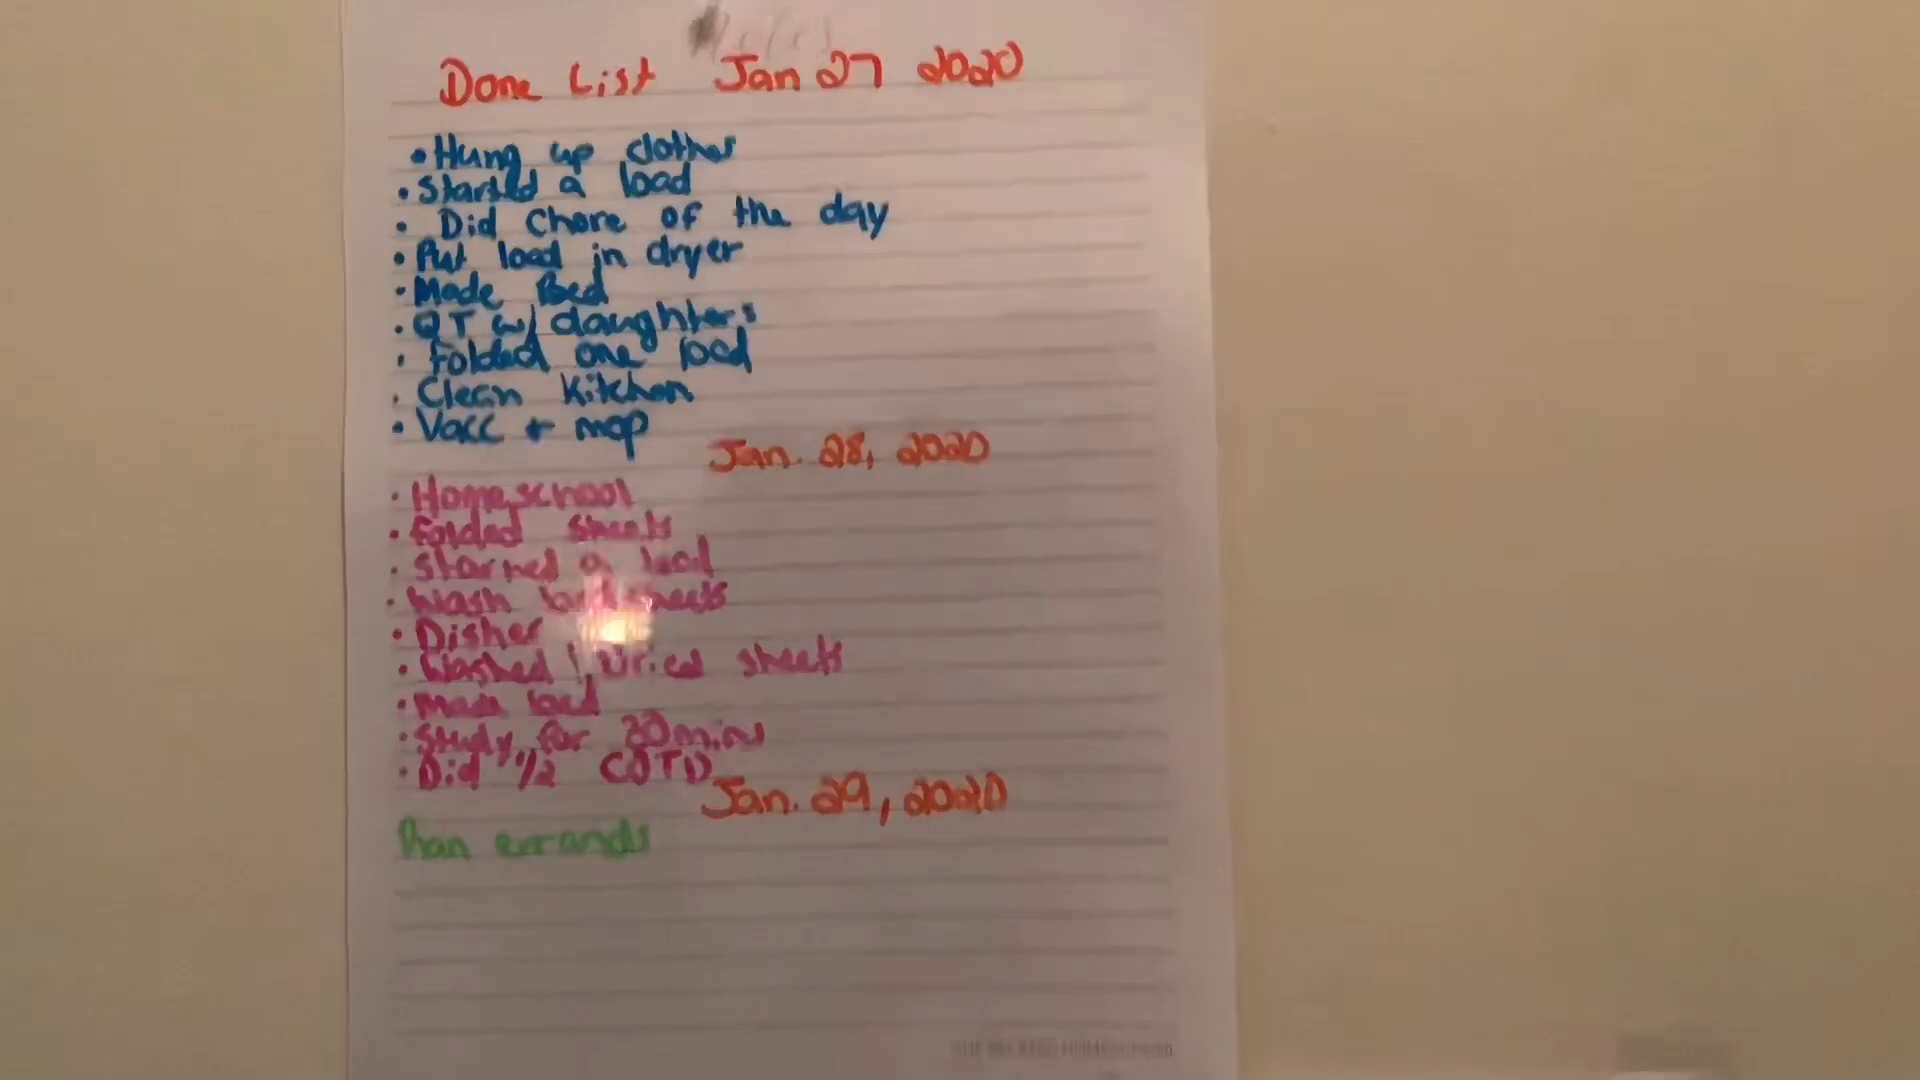 Done List Jan 27 2020
• Hung up clothes
• Started a load
• Did Chore of the day
• Put load in dryer
• Made Bed
• QT w/ daughters
• Folded one load
• Clean Kitchen
• Vacc + mop
Jan. 28, 2020
• Homeschool
• Folded sheets
• Started a load
• Wash sheets
• Dishes
• Washed Dried sheets
• Made
• Study for 30 mins
• Did 1/2 COTD
Jan. 29, 2020
Ran errands